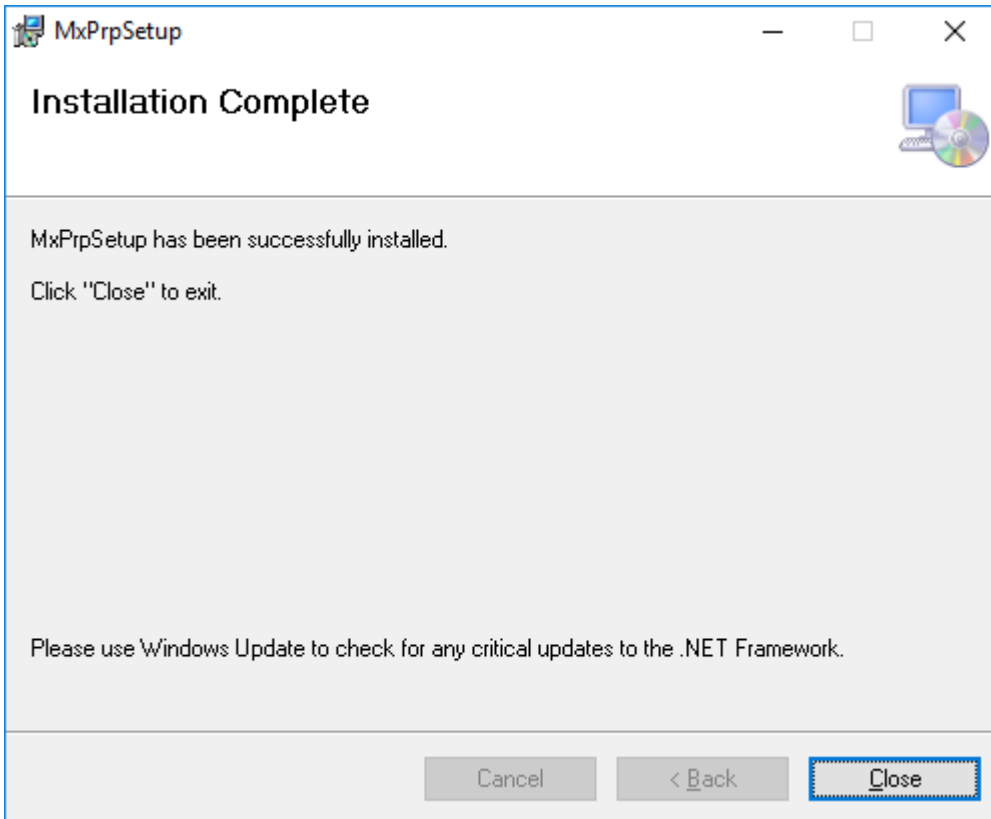 MxPrpSetup
Installation Complete
MxPrpSetup has been successfully installed.
Click "Close" to exit.
Please use Windows Update to check for any critical updates to the .NET Framework.
Cancel
< Back
Close